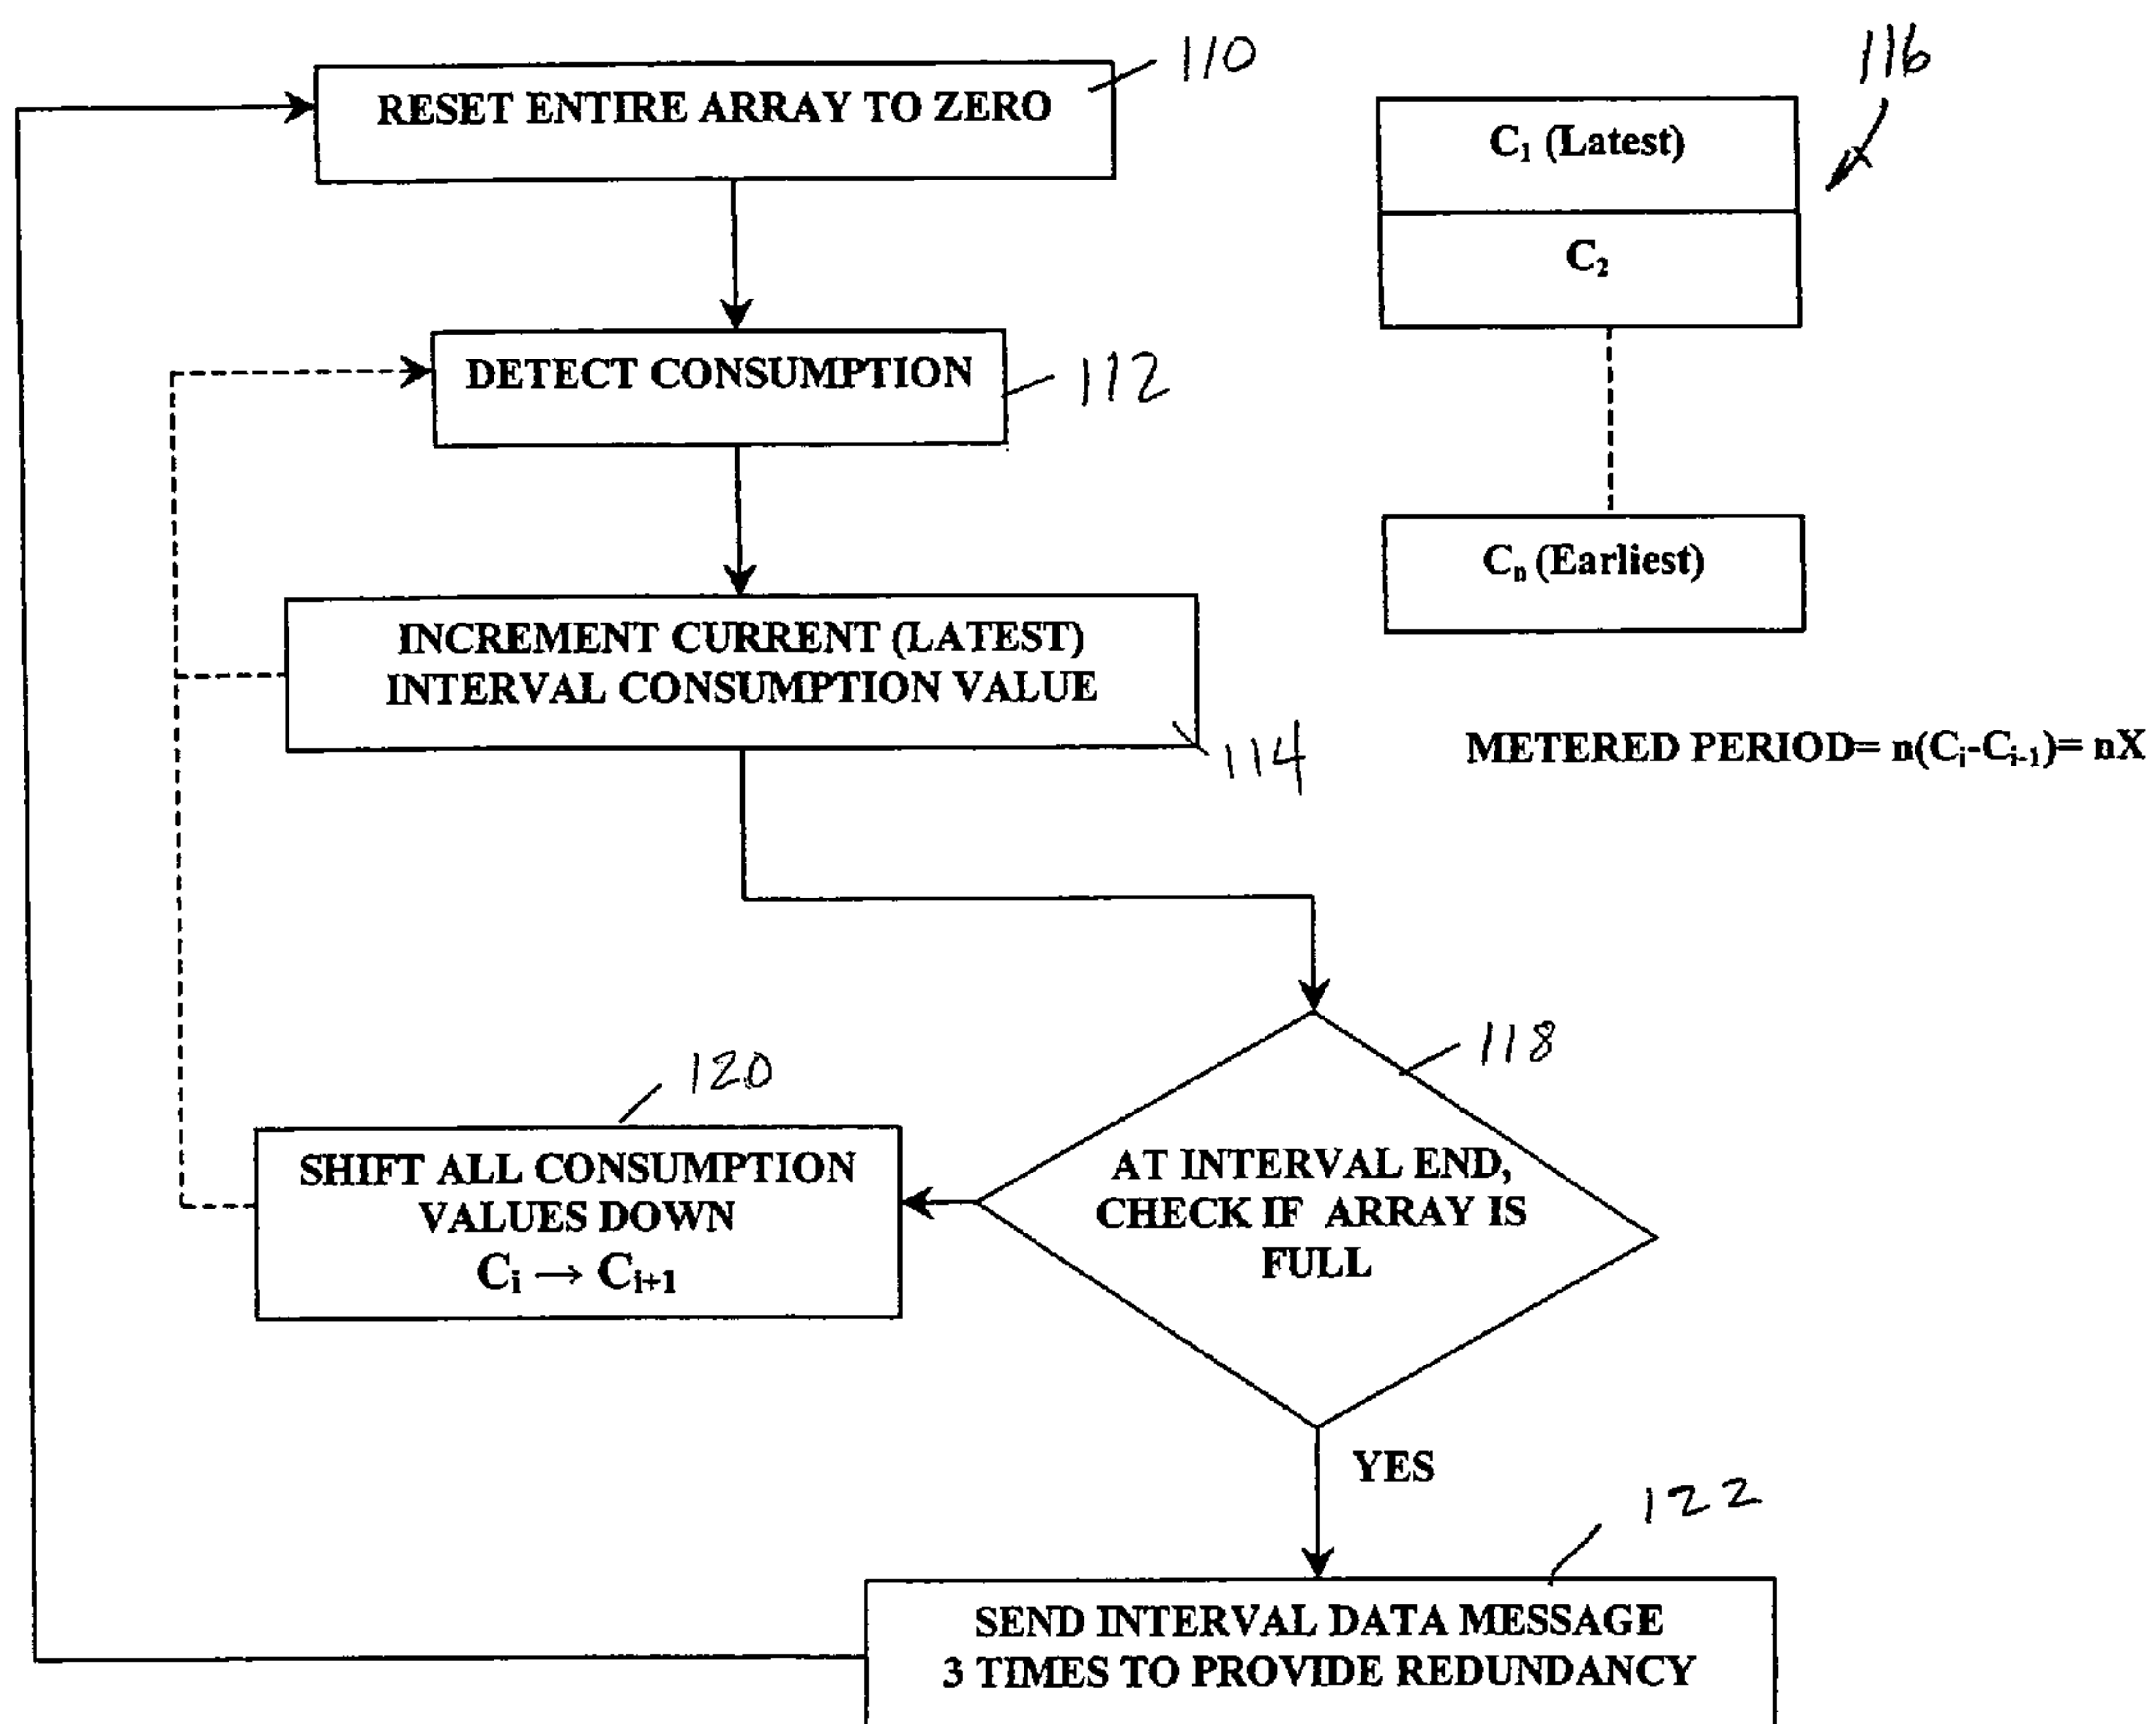 110
RESET ENTIRE ARRAY TO ZERO
116
C₁ (Latest)
C₂
Cₙ (Earliest)
DETECT CONSUMPTION
112
INCREMENT CURRENT (LATEST)
INTERVAL CONSUMPTION VALUE
114
METERED PERIOD= n(Cᵢ-Cᵢ₋₁)= nX
118
AT INTERVAL END,
CHECK IF ARRAY IS
FULL
120
SHIFT ALL CONSUMPTION
VALUES DOWN
Cᵢ → Cᵢ₊₁
YES
122
SEND INTERVAL DATA MESSAGE
3 TIMES TO PROVIDE REDUNDANCY